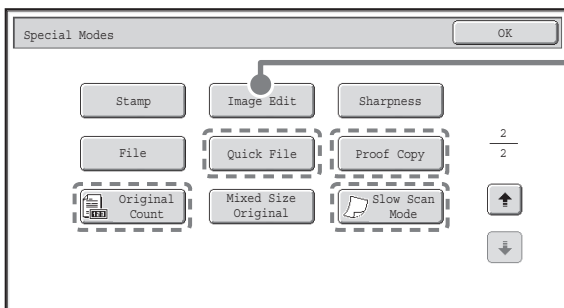 Special Modes
OK
Stamp
Image Edit
Sharpness
File
Quick File
Proof Copy
2
2
Original
Count
123
Mixed Size
Original
Slow Scan
Mode